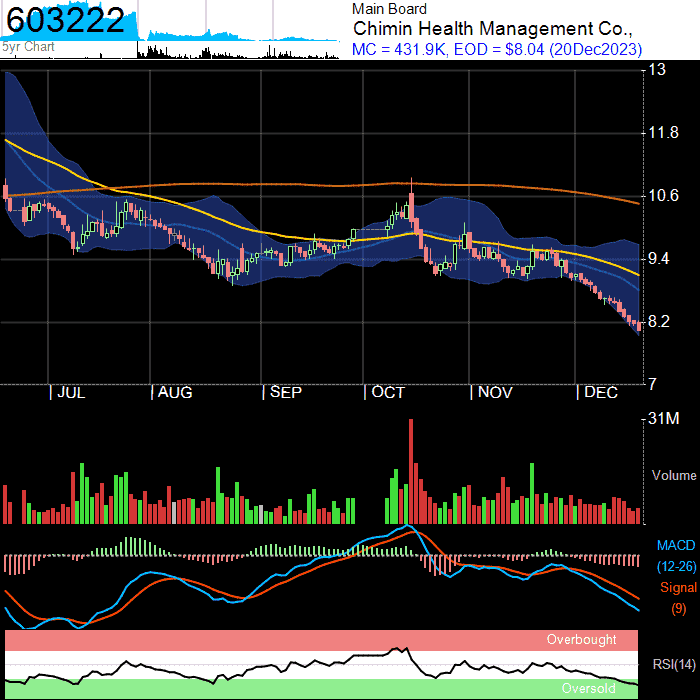 603222
5yr Chart
Main Board
Chimin Health Management Co.,
MC = 431.9K, EOD = $8.04 (20Dec2023)
13
11.8
10.6
9.4
8.2
7
JUL
AUG
SEP
OCT
NOV
DEC
31M
Volume
MACD
(12-26)
Signal
(9)
Overbought
RSI(14)
Oversold